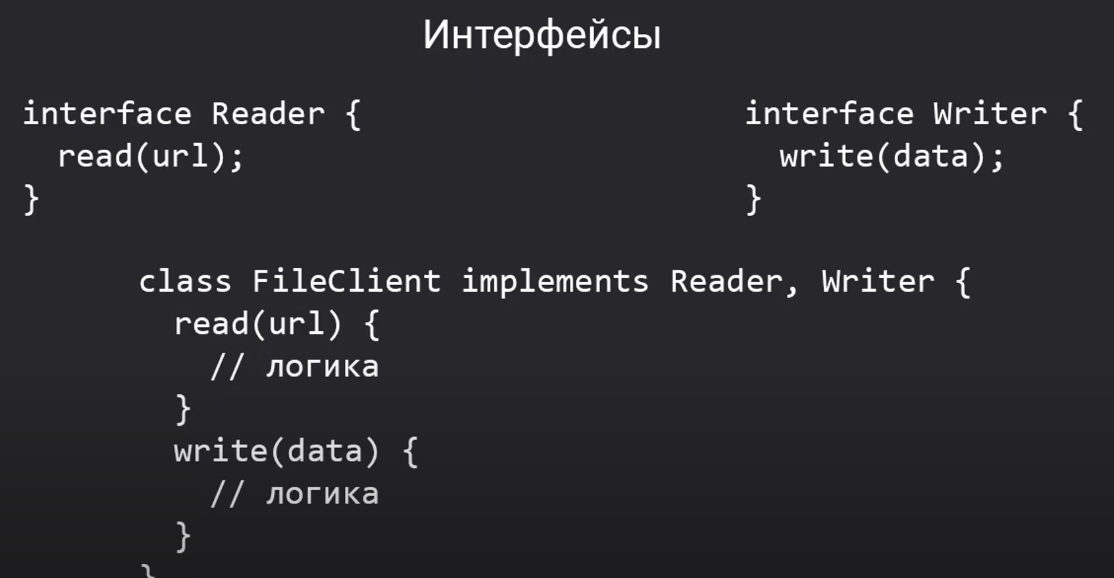 Интерфейсы
interface Reader {
read(url);
}
interface Writer {
write(data);
}
class FileClient implements Reader, Writer {
read(url) {
// логика
}
write(data) {
// логика
}
}